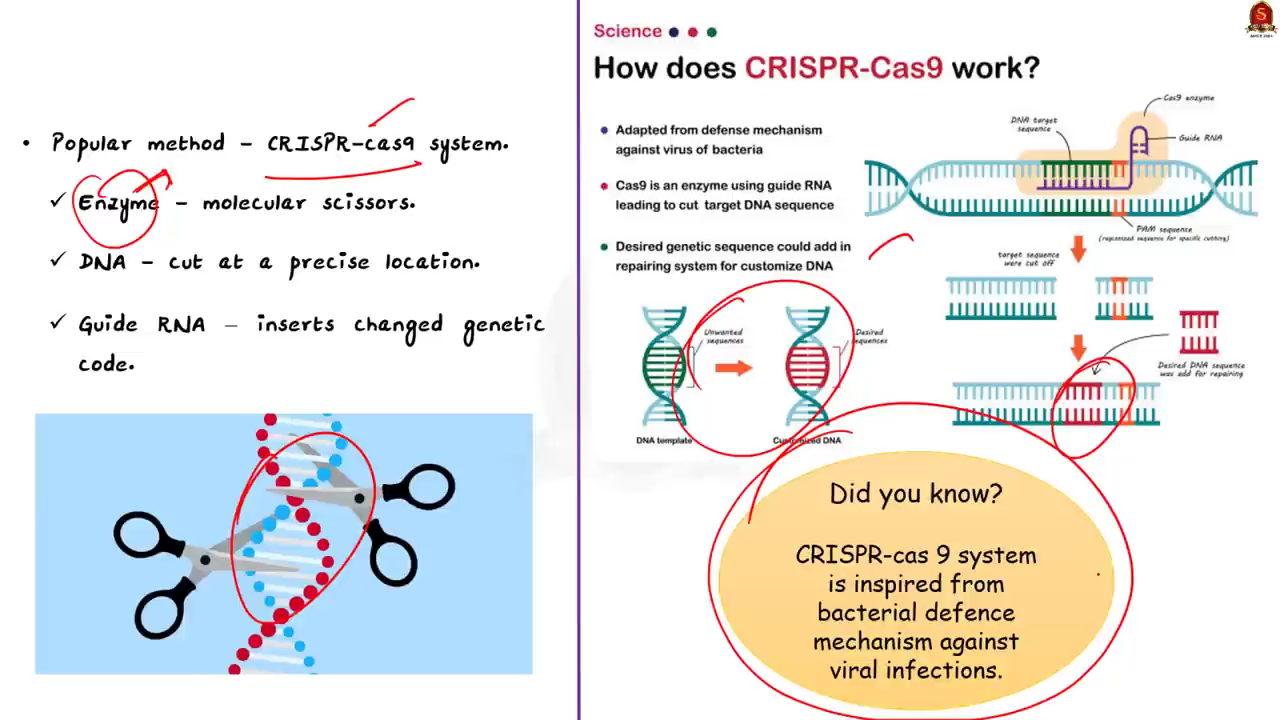 • Popular method – CRISPR-cas9 system.
✓ Enzyme – molecular scissors.
✓ DNA – cut at a precise location.
✓ Guide RNA – inserts changed genetic
code.
Science
How does CRISPR-Cas9 work?
• Adapted from defense mechanism
against virus of bacteria
• Cas9 is an enzyme using guide RNA
leading to cut target DNA sequence
• Desired genetic sequence could add in
repairing system for customize DNA
Cas9 enzyme
DNA target
sequence
Guide RNA
PAM sequence
target sequence
were cut off
Desired DNA sequence
was add for repairing
Unwanted
sequences
Desired
sequences
DNA template
Customized DNA
Did you know?
CRISPR-cas 9 system
is inspired from
bacterial defence
mechanism against
viral infections.
S